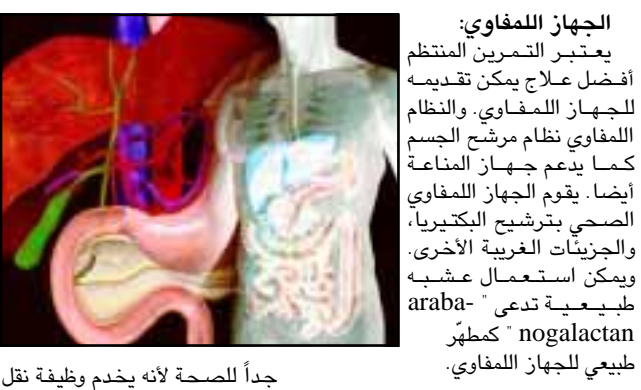 الجهاز اللمفاوي:
يعتبر التمرين المنتظم
أفضل علاج يمكن تقديمه
للجهاز اللمفاوي. والنظام
اللمفاوي نظام مرشح الجسم
كما يدعم جهاز المناعة
أيضا. يقوم الجهاز اللمفاوي
الصحي بترشيح البكتيريا،
والجزيئات الغريبة الأخرى.
ويمكن استعمال عشبه
طبيعية تدعى " araba-
nogalactan " كمطهّر
طبيعي للجهاز اللمفاوي.
جداً للصحة لأنه يخدم وظيفة نقل